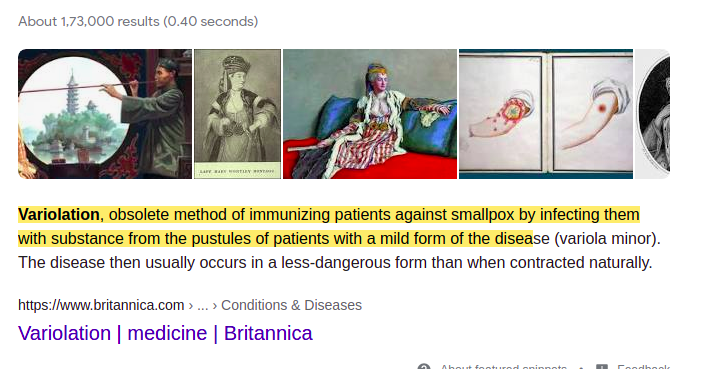 About 1,73,000 results (0.40 seconds)
LADY MARY WORTLEY MONTAGU.
Variolation, obsolete method of immunizing patients against smallpox by infecting them
with substance from the pustules of patients with a mild form of the disease (variola minor).
The disease then usually occurs in a less-dangerous form than when contracted naturally.
https://www.britannica.com › ... › Conditions & Diseases
Variolation | medicine | Britannica
About featured snippets • Feedback